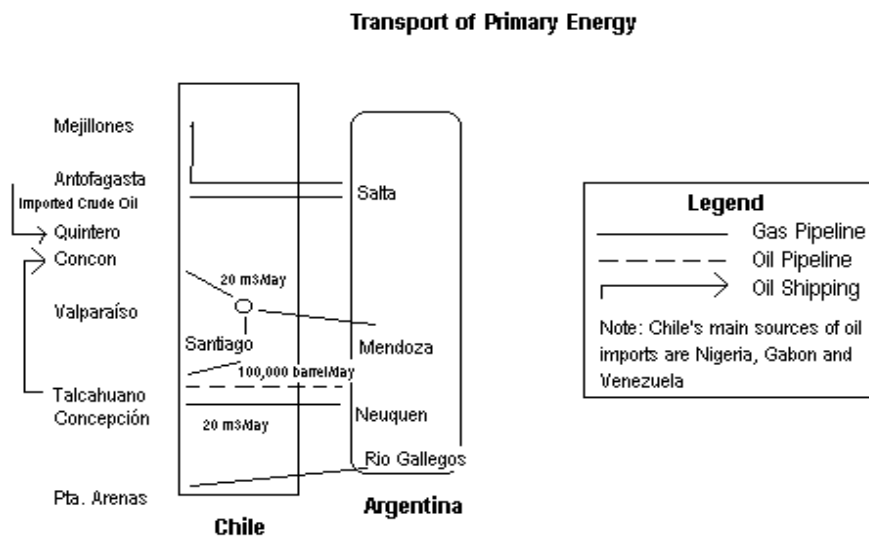 Transport of Primary Energy
Mejillones
Antofagasta
Imported Crude Oil
Quintero
Concon
Valparaíso
Talcahuano
Concepción
Pta. Arenas
20 m3/day
Santiago
100,000 barrel/day
20 m3/day
Chile
Salta
Mendoza
Neuquen
Rio Gallegos
Argentina
Legend
Gas Pipeline
Oil Pipeline
Oil Shipping
Note: Chile's main sources of oil
imports are Nigeria, Gabon and
Venezuela